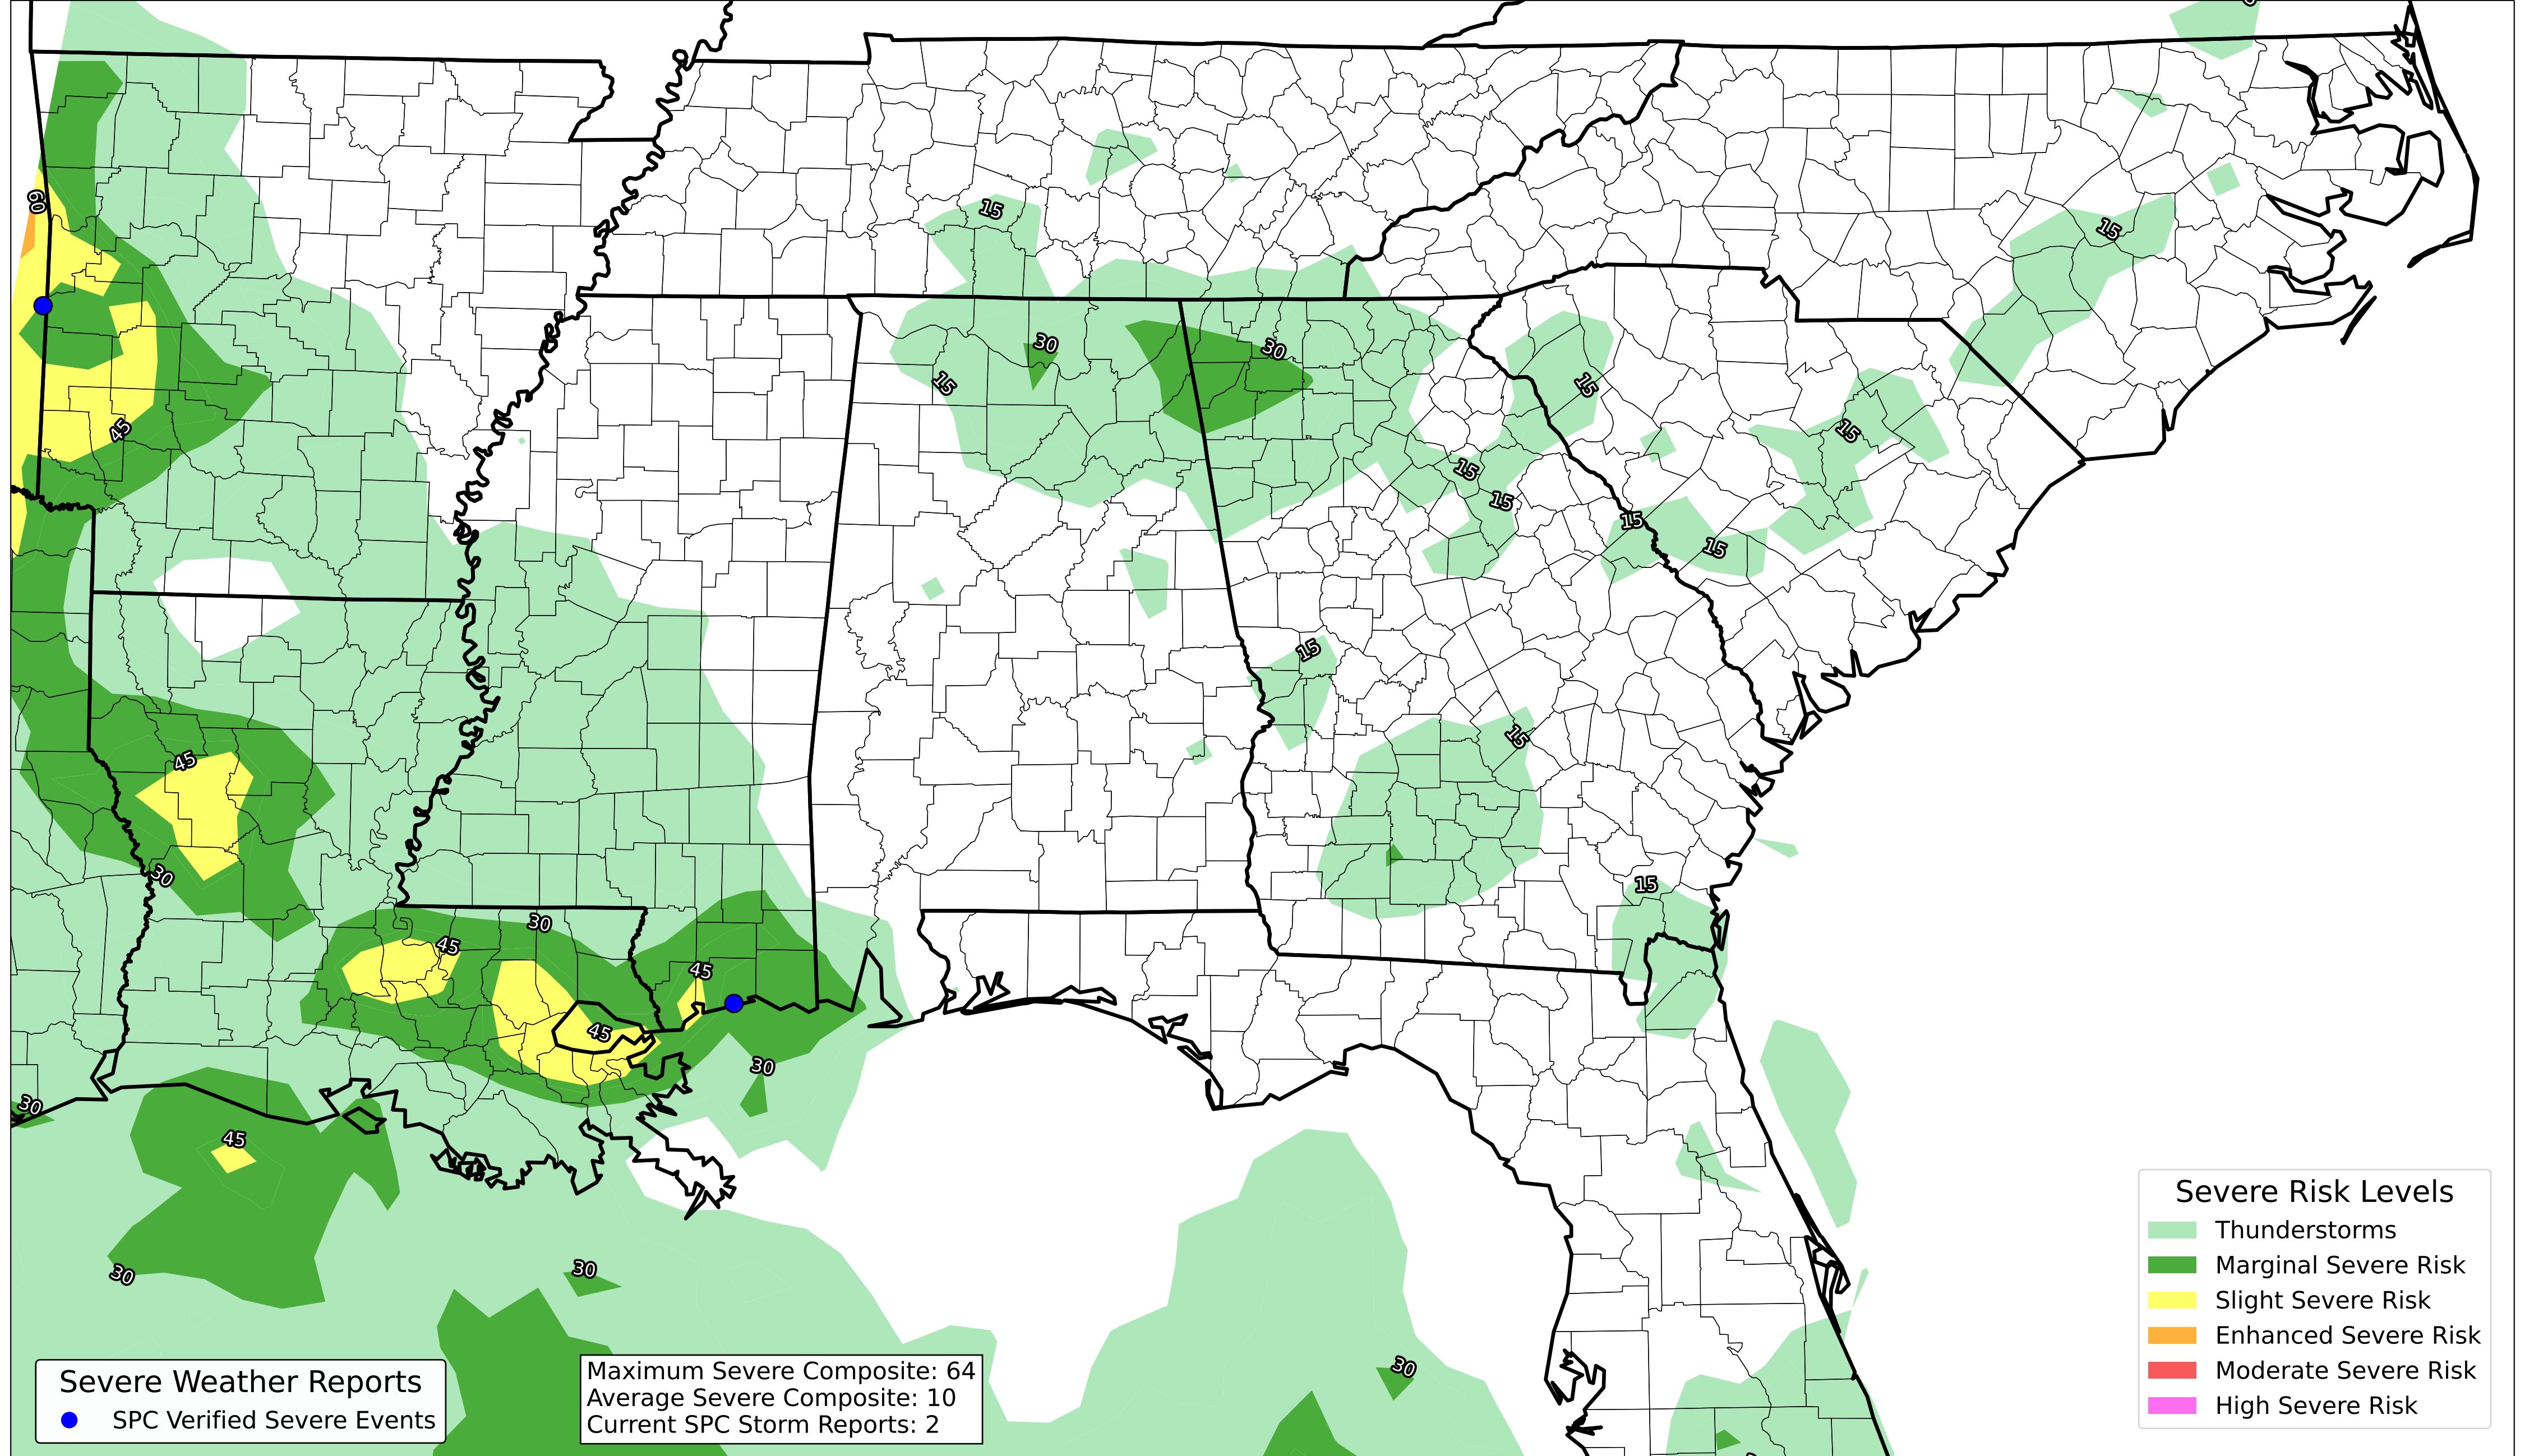 60
15
15
30
30
15
15
45
15
15
15
15
15
15
15
15
45
30
15
30
45
45
45
30
30
45
30
30
30
Severe Risk Levels
Thunderstorms
Marginal Severe Risk
Slight Severe Risk
Enhanced Severe Risk
Moderate Severe Risk
High Severe Risk
Severe Weather Reports
SPC Verified Severe Events
Maximum Severe Composite: 64
Average Severe Composite: 10
Current SPC Storm Reports: 2